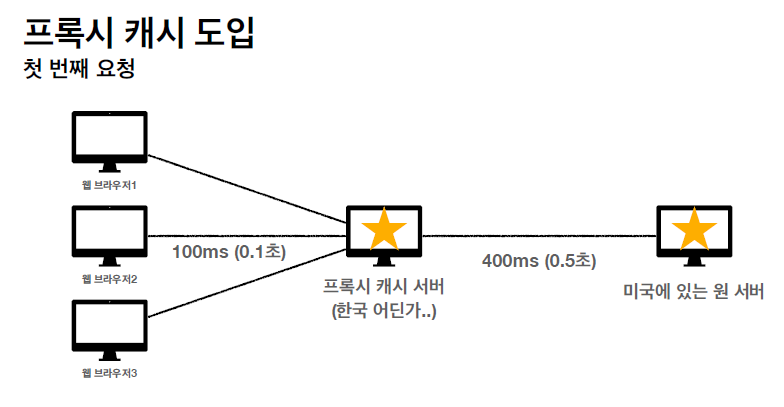 프록시 캐시 도입
첫 번째 요청
웹 브라우저1
웹 브라우저2
100ms (0.1초)
400ms (0.5초)
프록시 캐시 서버
(한국 어딘가..)
미국에 있는 원 서버
웹 브라우저3